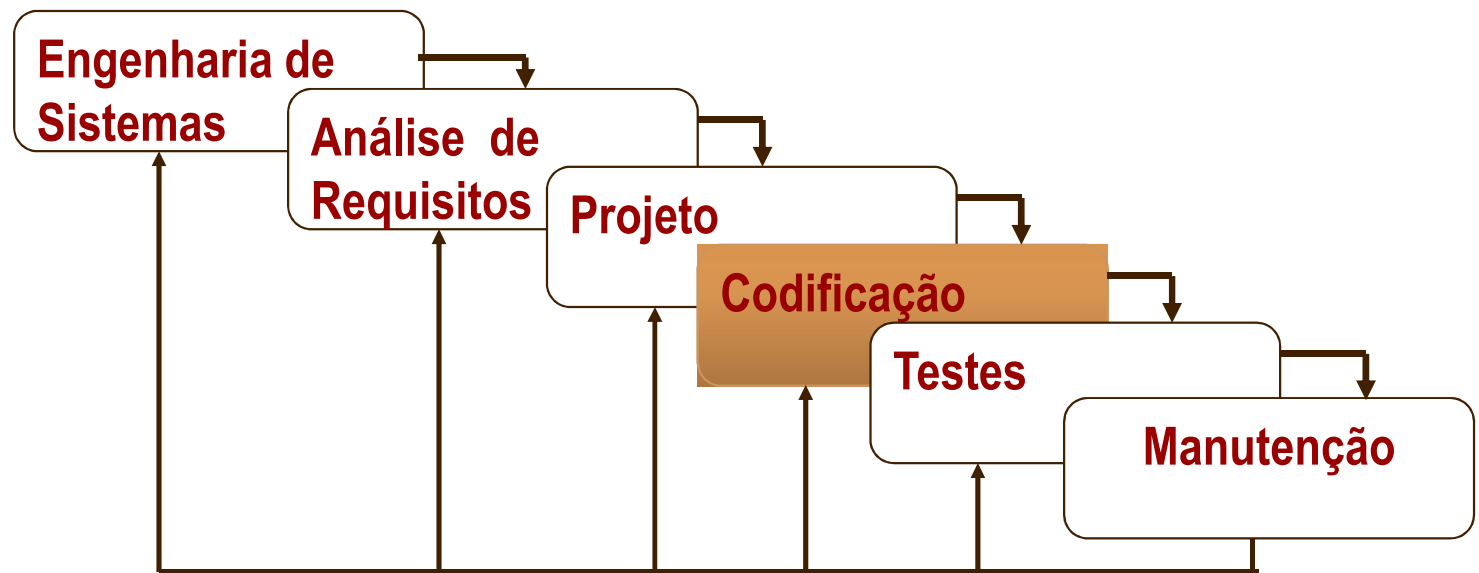 Engenharia de
Sistemas
Análise de
Requisitos
Projeto
Codificação
Testes
Manutenção